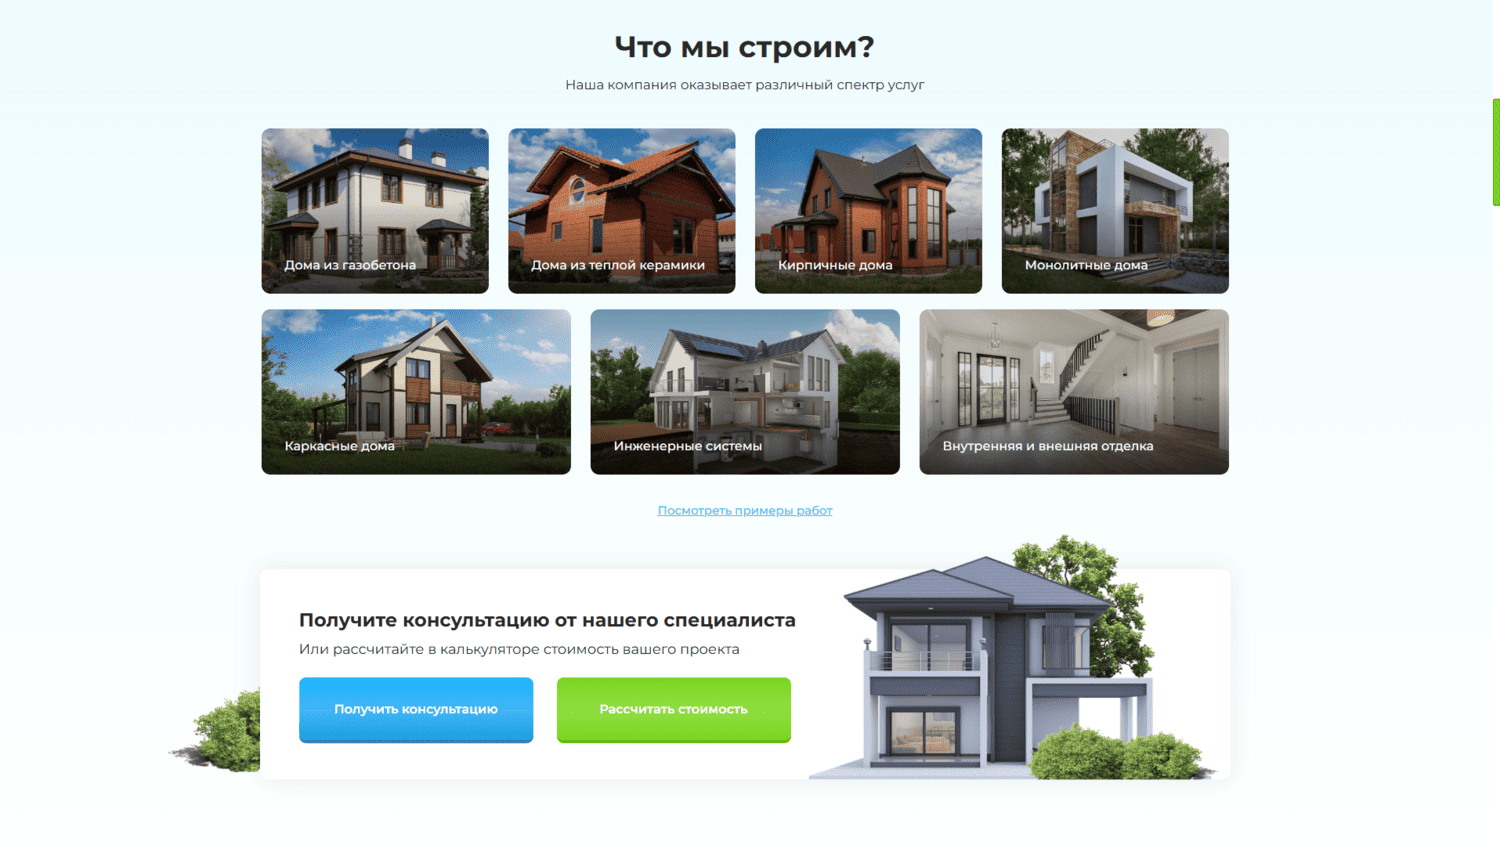 Что мы строим?
Наша компания оказывает различный спектр услуг
Дома из газобетона
Дома из теплой керамики
Кирпичные дома
Монолитные дома
Каркасные дома
Инженерные системы
Внутренняя и внешняя отделка
Посмотреть примеры работ
Получите консультацию от нашего специалиста
Или рассчитайте в калькуляторе стоимость вашего проекта
Получить консультацию
Рассчитать стоимость